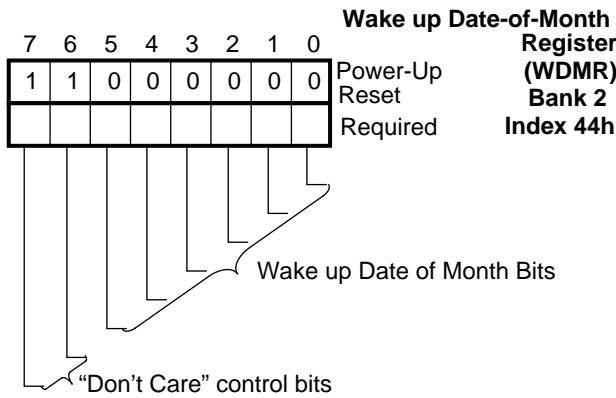 Wake up Date-of-Month
Register
(WDMR)
Bank 2
Index 44h
7 6 5 4 3 2 1 0
1 1 0 0 0 0 0 0
Power-Up
Reset
Required
Wake up Date of Month Bits
“Don’t Care” control bits